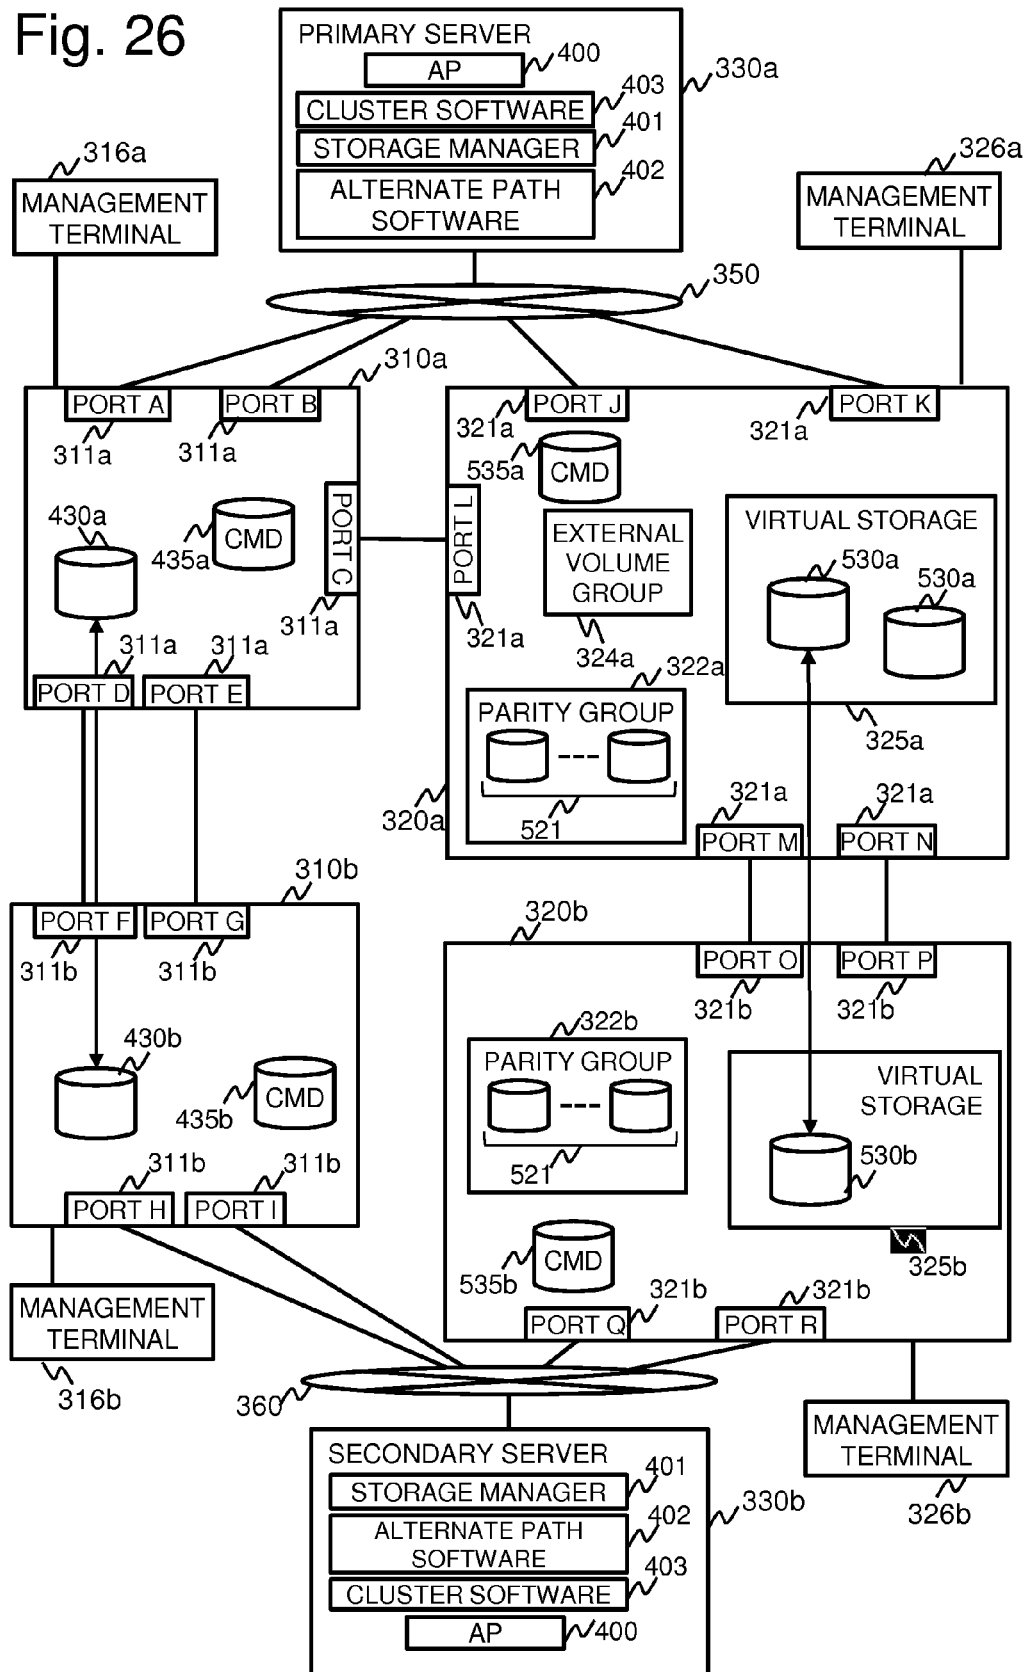 Fig. 26
PRIMARY SERVER
AP
400
330a
CLUSTER SOFTWARE
403
STORAGE MANAGER
401
ALTERNATE PATH
SOFTWARE
402
316a
MANAGEMENT
TERMINAL
326a
MANAGEMENT
TERMINAL
350
310a
PORT A
311a
PORT B
311a
PORT J
321a
PORT K
321a
535a
CMD
430a
435a
CMD
PORT C
311a
PORT L
321a
EXTERNAL
VOLUME
GROUP
324a
VIRTUAL STORAGE
530a
530a
325a
311a
311a
PORT D
PORT E
322a
PARITY GROUP
521
320a
321a
321a
PORT M
PORT N
310b
PORT F
PORT G
311b
311b
320b
PORT O
PORT P
321b
321b
430b
435b
CMD
322b
PARITY GROUP
521
VIRTUAL
STORAGE
530b
325b
311b
311b
PORT H
PORT I
535b
CMD
321b
321b
PORT Q
PORT R
MANAGEMENT
TERMINAL
316b
360
MANAGEMENT
TERMINAL
326b
SECONDARY SERVER
STORAGE MANAGER
401
330b
ALTERNATE PATH
SOFTWARE
402
CLUSTER SOFTWARE
403
AP
400